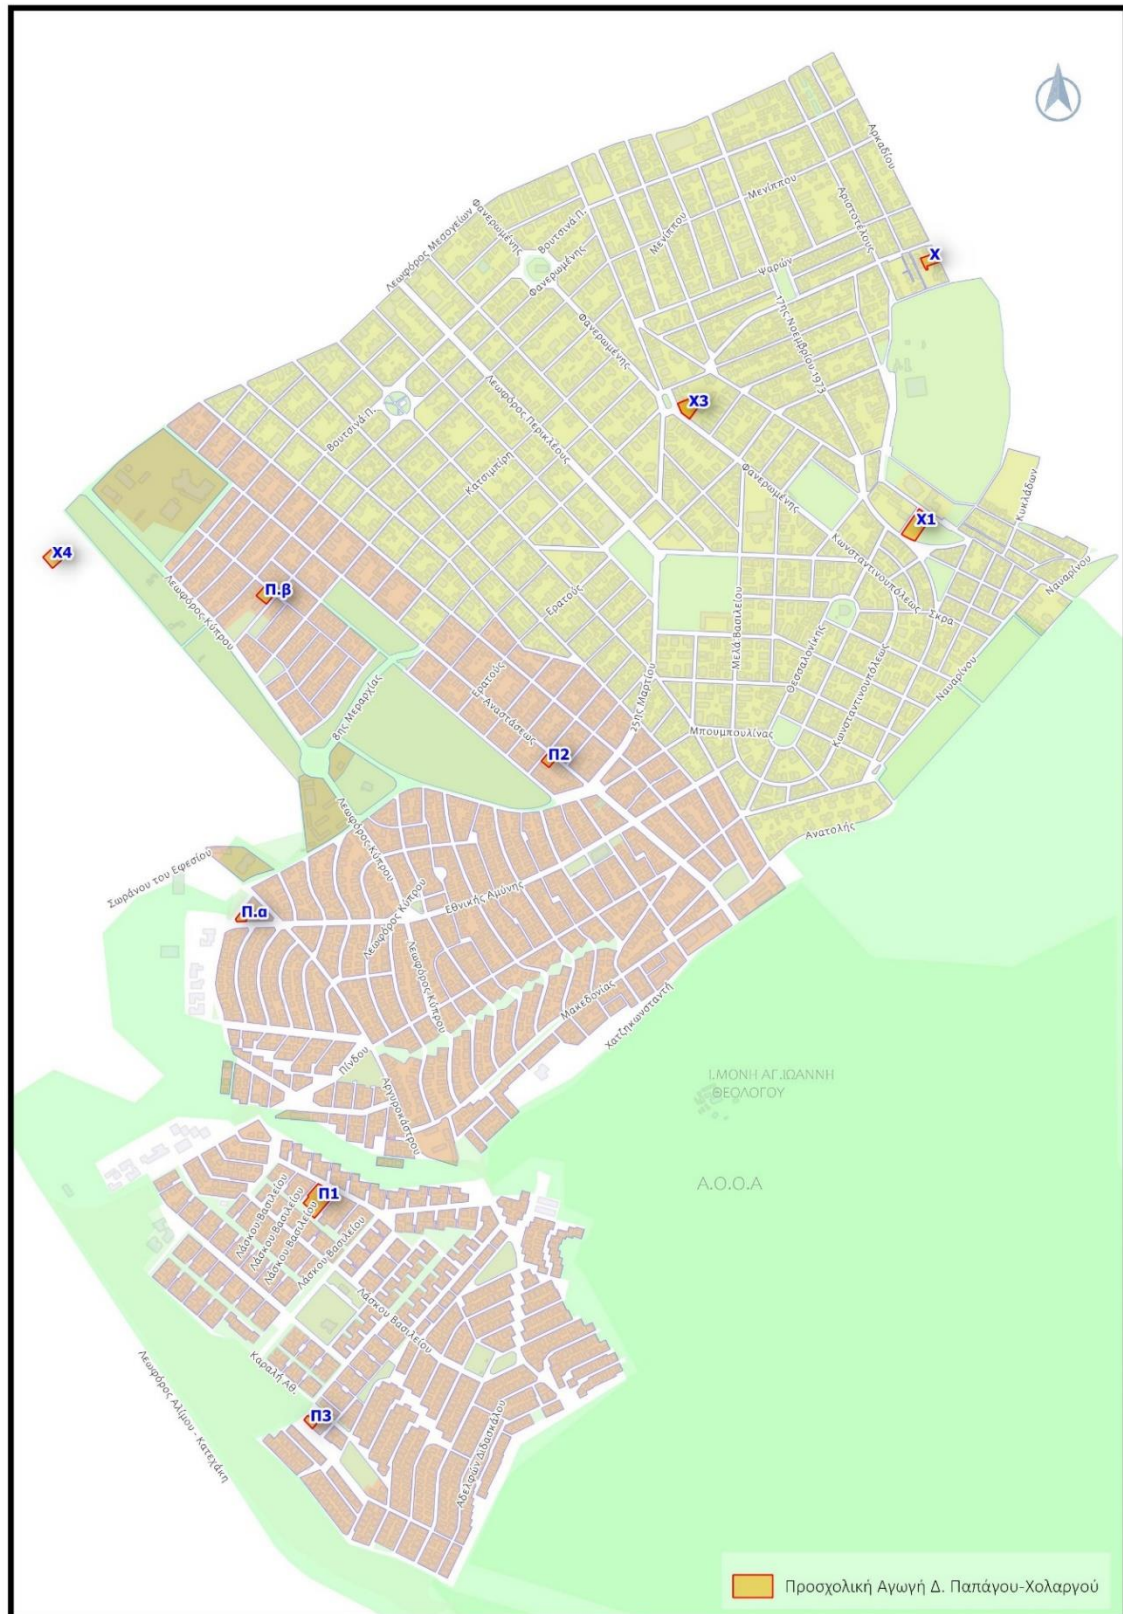 Αρκαδίου
Μενίππου
Αριστοτέλους
Λεωφόρος Μεσογείων
Φανερωμένης
Βουτσινά Π.
Μενίππου
Φανερωμένης
Ψαρών
Χ
17ης Νοεμβρίου 1973
Φανερωμένης
Λεωφόρος Περικλέους
Χ3
Βουτσινά Π.
Κατσιμπίρη
Φανερωμένης
Κυκλάδων
Χ1
Χ4
Κωνσταντινουπόλεως
Ναυαρίνου
Π.β
Λεωφόρος Κύπρου
Ερατούς
Σκρα
Μελά Βασιλείου
Θεσσαλονίκης
Ναυαρίνου
Ερατούς
8ης Μεραρχίας
Αναστάσεως
25ης Μαρτίου
Κωνσταντινουπόλεως
Μπουμπουλίνας
Π2
Λεωφόρος Κύπρου
Ανατολής
Σωράνου του Εφεσίου
Εθνικής Αμύνης
Π.α
Λεωφόρος Κύπρου
Λεωφόρος Κύπρου
Μακεδονίας
Χατζηκωνσταντή
Πίνδου
Αργυροκάστρου
Ι.ΜΟΝΗ ΑΓ.ΙΩΑΝΝΗ
ΘΕΟΛΟΓΟΥ
Α.Ο.Ο.Α
Π1
Λάσκου Βασιλείου
Λάσκου Βασιλείου
Λάσκου Βασιλείου
Λάσκου Βασιλείου
Λάσκου Βασιλείου
Καραλή Αθ.
Λεωφόρος Αλίμου - Κατεχάκη
Π3
Αδελφών Διδασκάλου
Προσχολική Αγωγή Δ. Παπάγου-Χολαργού